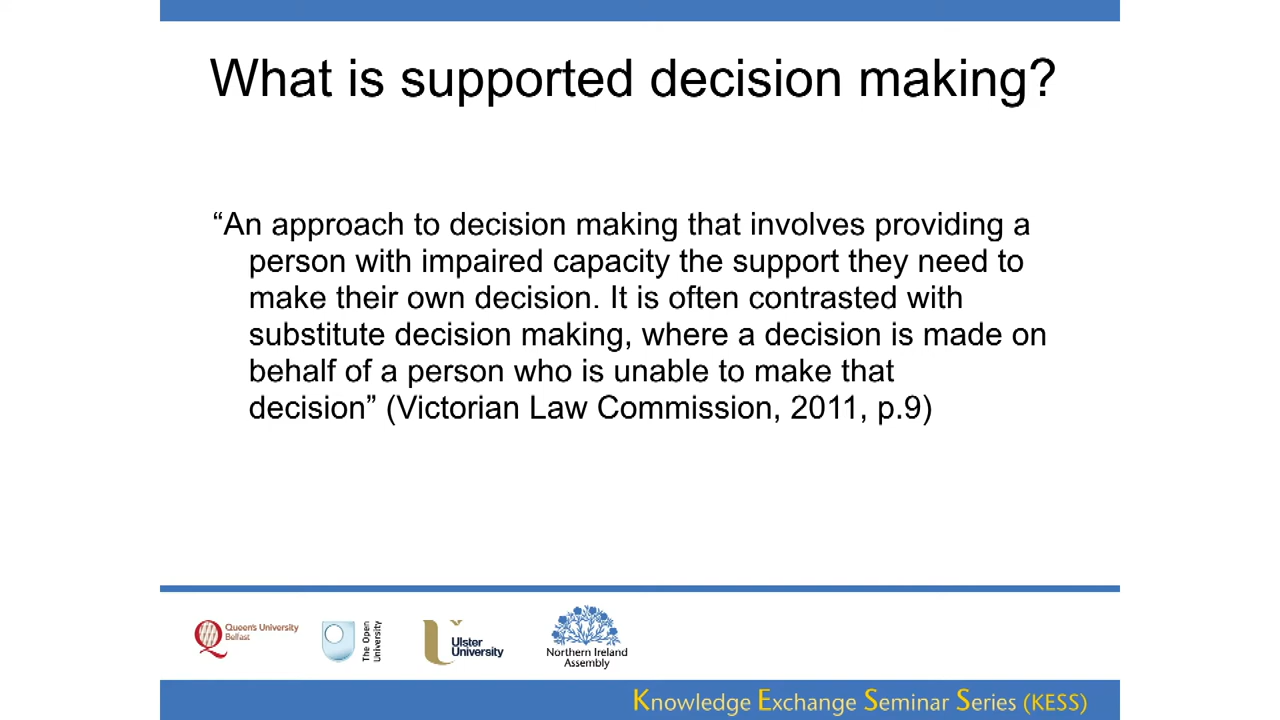 What is supported decision making?
“An approach to decision making that involves providing a
person with impaired capacity the support they need to
make their own decision. It is often contrasted with
substitute decision making, where a decision is made on
behalf of a person who is unable to make that
decision” (Victorian Law Commission, 2011, p.9)
Queen's University
Belfast
The Open
University
Ulster
University
Northern Ireland
Assembly
Knowledge Exchange Seminar Series (KESS)